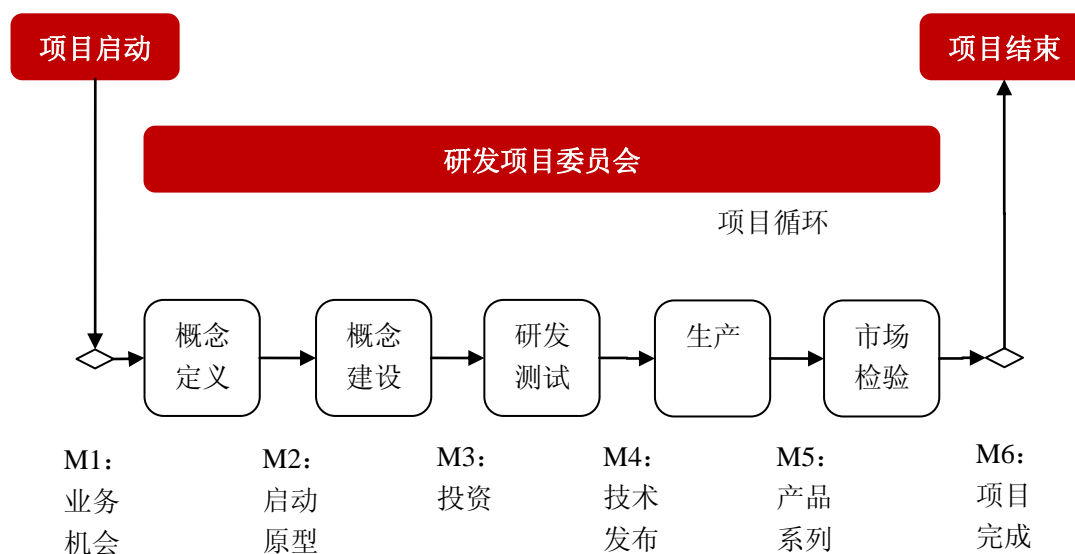 项目启动
项目结束
研发项目委员会
项目循环
概念
定义
概念
建设
研发
测试
生产
市场
检验
M1：
业务
机会
M2：
启动
原型
M3：
投资
M4：
技术
发布
M5：
产品
系列
M6：
项目
完成